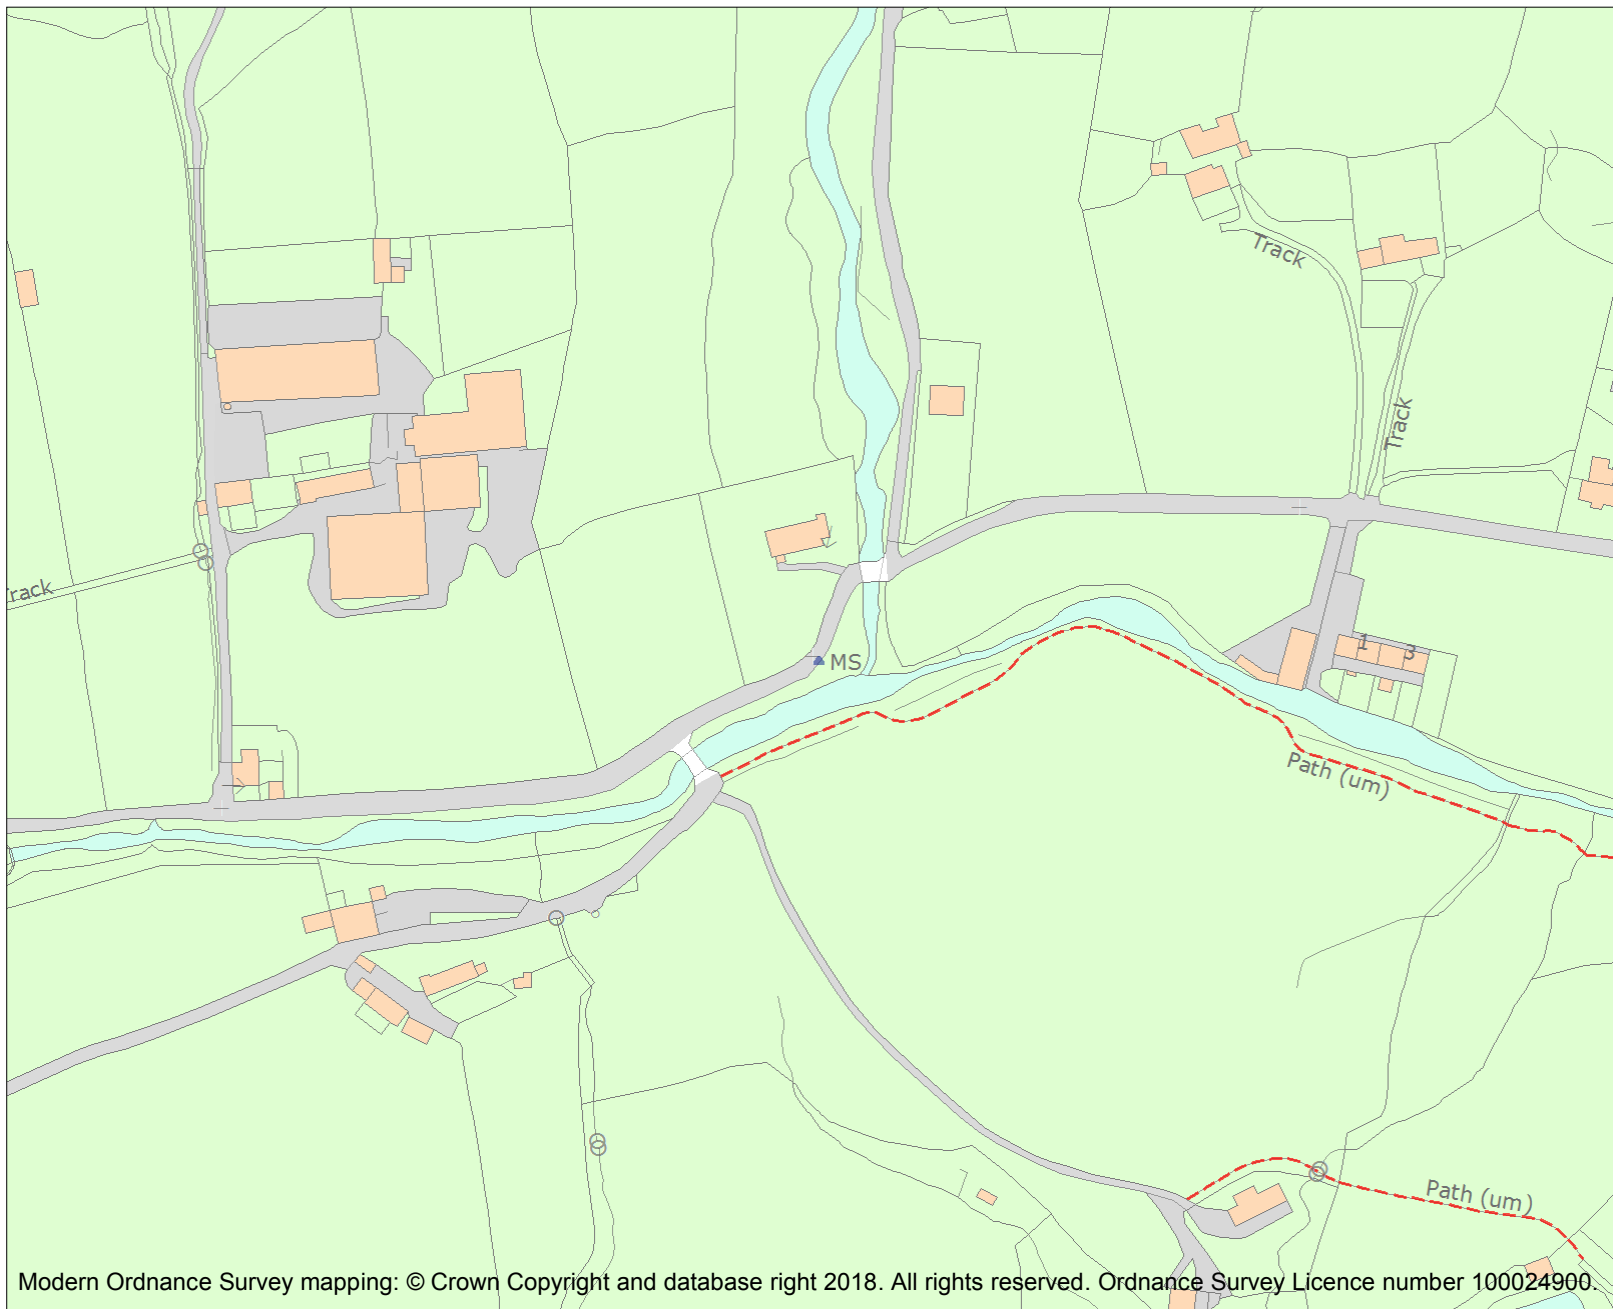 Track
Track
rack
1
3
MS
Path (um)
Path (um)
Modern Ordnance Survey mapping: © Crown Copyright and database right 2018. All rights reserved. Ordnance Survey Licence number 100024900.